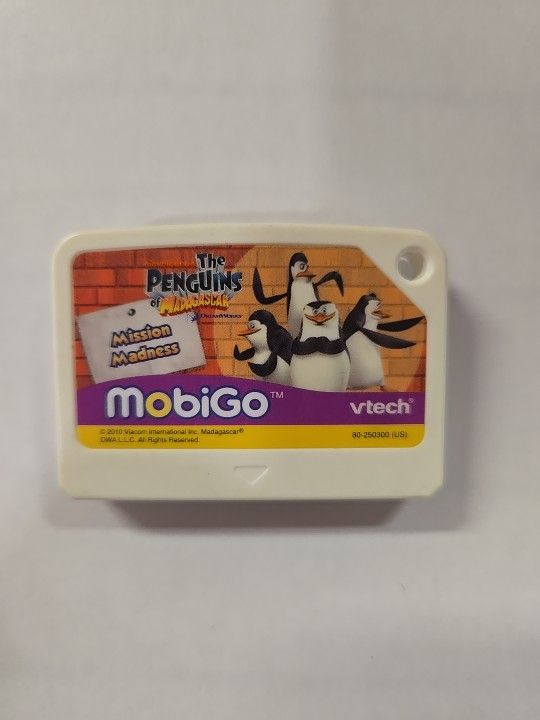 The
PENGUINS
of MADAGASCAR
DREAMWORKS
Mission
Madness
mobiGo™
vtech®
© 2010 Viacom International Inc. Madagascar®
DWA L.L.C. All Rights Reserved.
80-250300 (US)